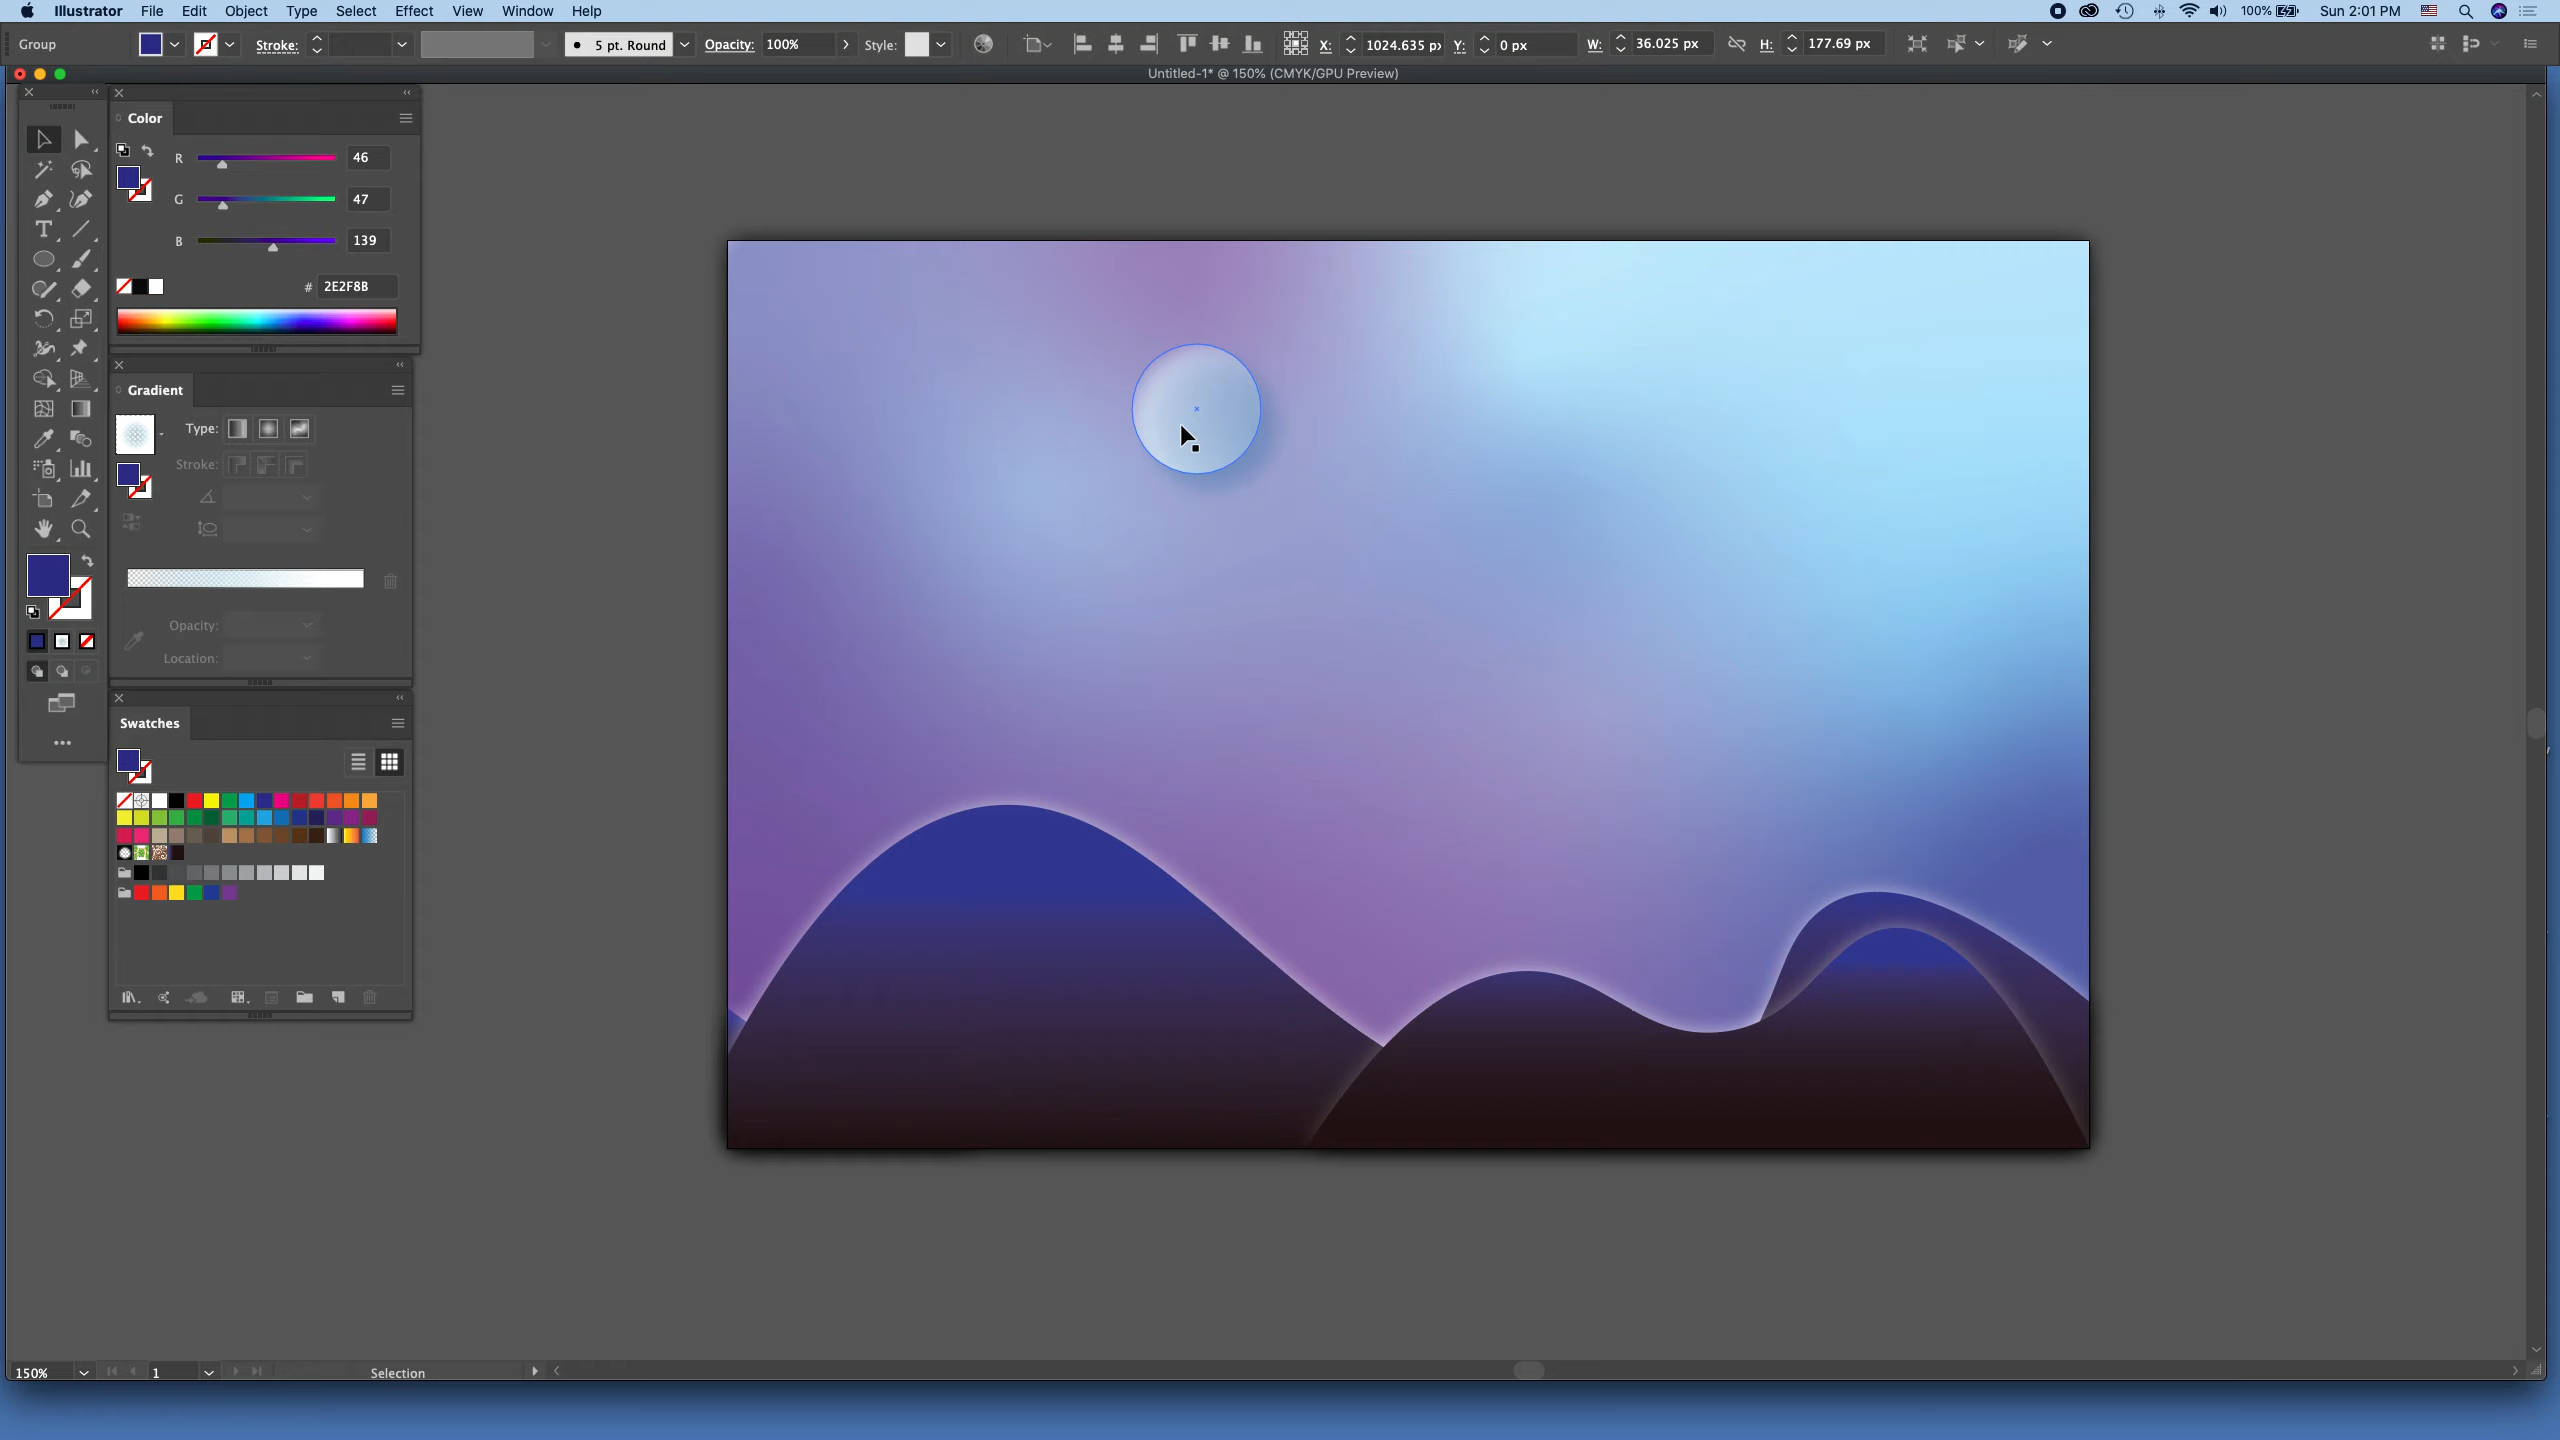 Illustrator File Edit Object Type Select Effect View Window Help 100% Sun 2:01 PM
Group Stroke: 5 pt. Round Opacity: 100% Style: X: 1024.635 px Y: 0 px W: 36.025 px H: 177.69 px
Untitled-1* @ 150% (CMYK/GPU Preview)
Color
R 46
G 47
B 139
# 2E2F8B
Gradient
Type:
Stroke:
Opacity:
Location:
Swatches
150% 1 Selection